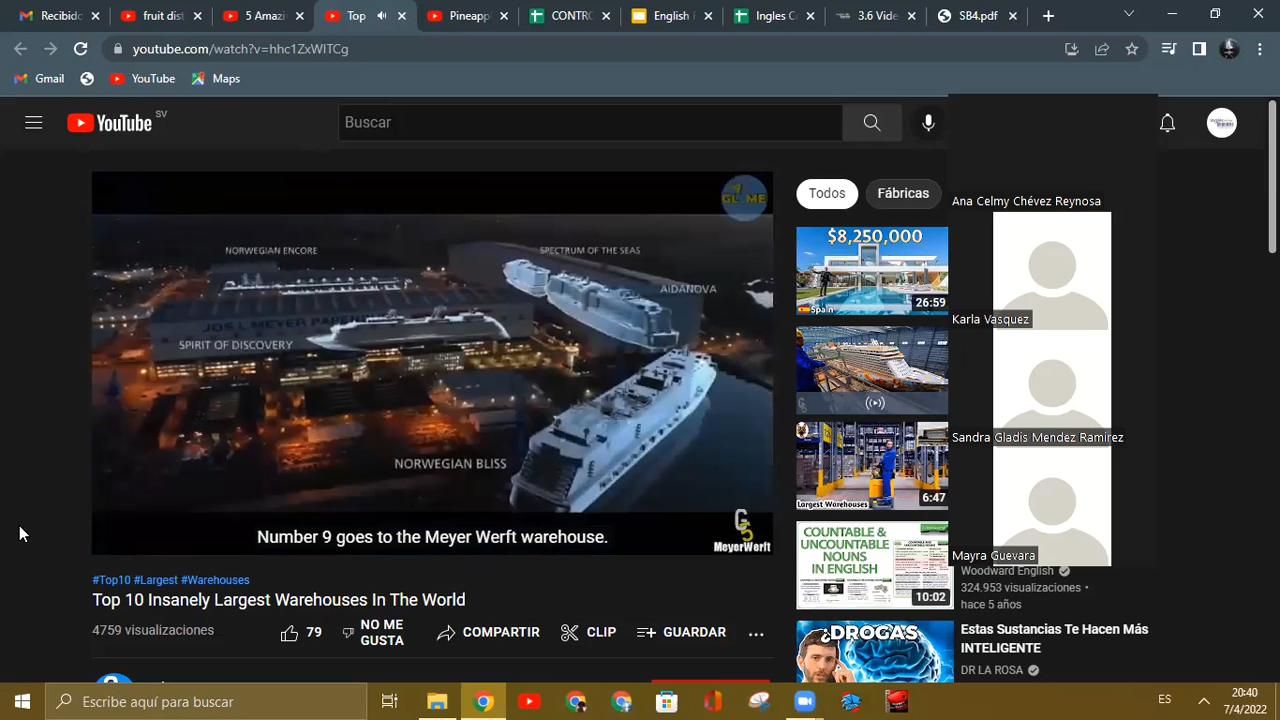 Recibido
fruit dist
5 Amazi
Top
Pineappl
CONTRO
English F
Ingles Co
3.6 Vide
SB4.pdf
youtube.com/watch?v=hhc1ZxWITCg
Gmail
YouTube
Maps
YouTube SV
Buscar
Todos
Fábricas
Ana Celmy Chévez Reynosa
Karla Vasquez
Sandra Gladis Mendez Ramirez
Mayra Guevara
GL ME
NORWEGIAN ENCORE
SPECTRUM OF THE SEAS
AIDANOVA
SPIRIT OF DISCOVERY
NORWEGIAN BLISS
Number 9 goes to the Meyer Werft warehouse.
MeyerWerft
$8,250,000
Spain
26:59
Largest Warehouses
6:47
COUNTABLE &
UNCOUNTABLE
NOUNS
IN ENGLISH
10:02
Woodward English
324,953 visualizaciones •
hace 5 años
¿DROGAS
Estas Sustancias Te Hacen Más
INTELIGENTE
DR LA ROSA
#Top10 #Largest #Warehouses
Top 10 Insanely Largest Warehouses In The World
4759 visualizaciones
79
NO ME
GUSTA
COMPARTIR
CLIP
GUARDAR
Escribe aquí para buscar
ES
20:40
7/4/2022